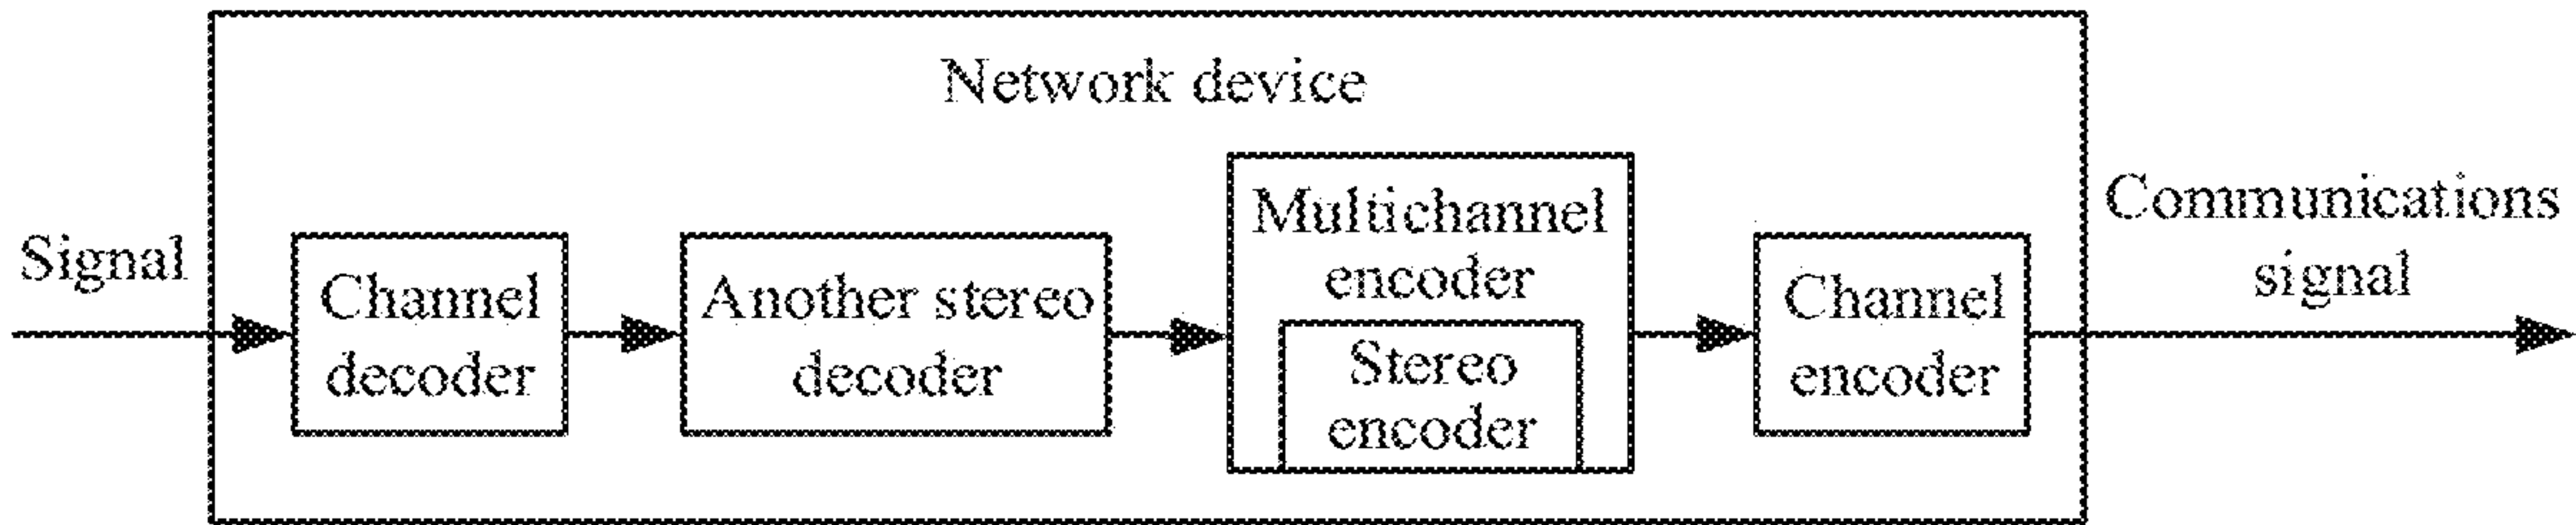 Network device
Signal
Channel
decoder
Another stereo
decoder
Multichannel
encoder
Stereo
encoder
Channel
encoder
Communications
signal